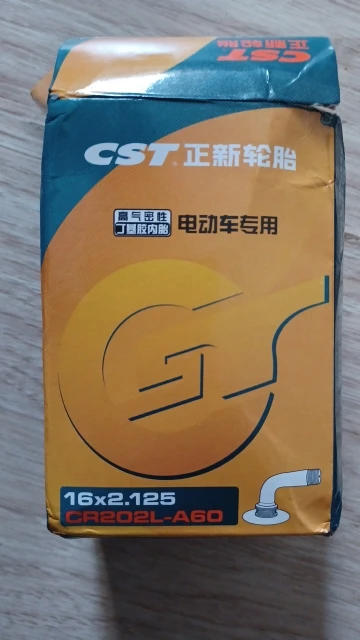 CST 正新轮胎
CST. 正新轮胎
高气密性
丁基胶内胎
电动车专用
16x2.125
CR202L-A60